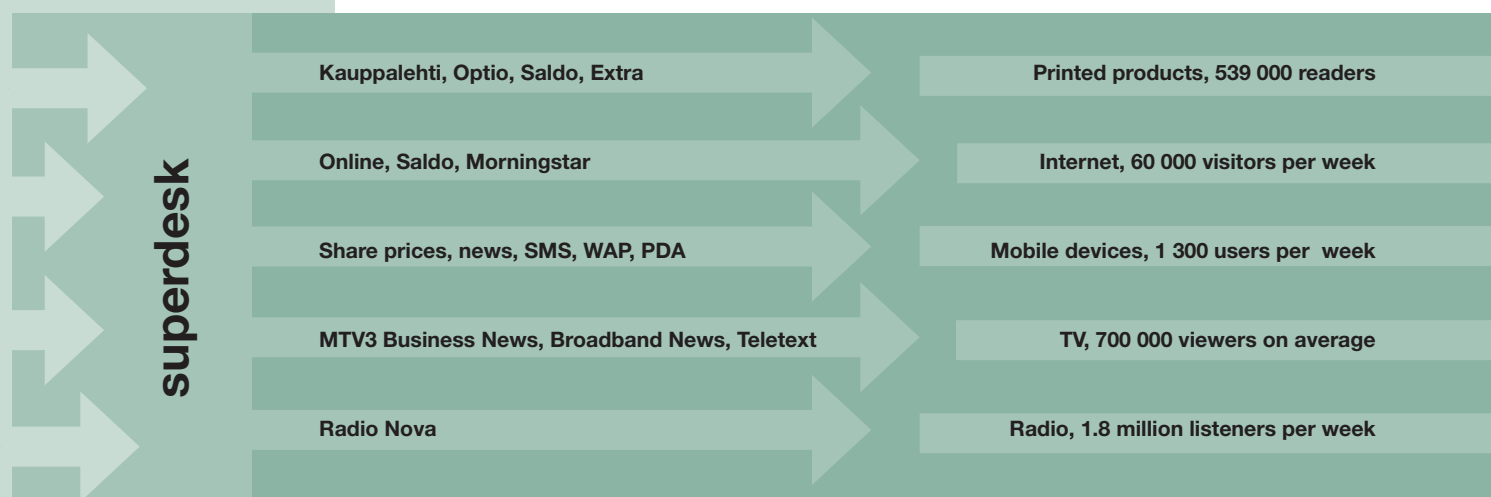 superdesk
Kauppalehti, Optio, Saldo, Extra
Printed products, 539 000 readers
Online, Saldo, Morningstar
Internet, 60 000 visitors per week
Share prices, news, SMS, WAP, PDA
Mobile devices, 1 300 users per  week
MTV3 Business News, Broadband News, Teletext
TV, 700 000 viewers on average
Radio Nova
Radio, 1.8 million listeners per week